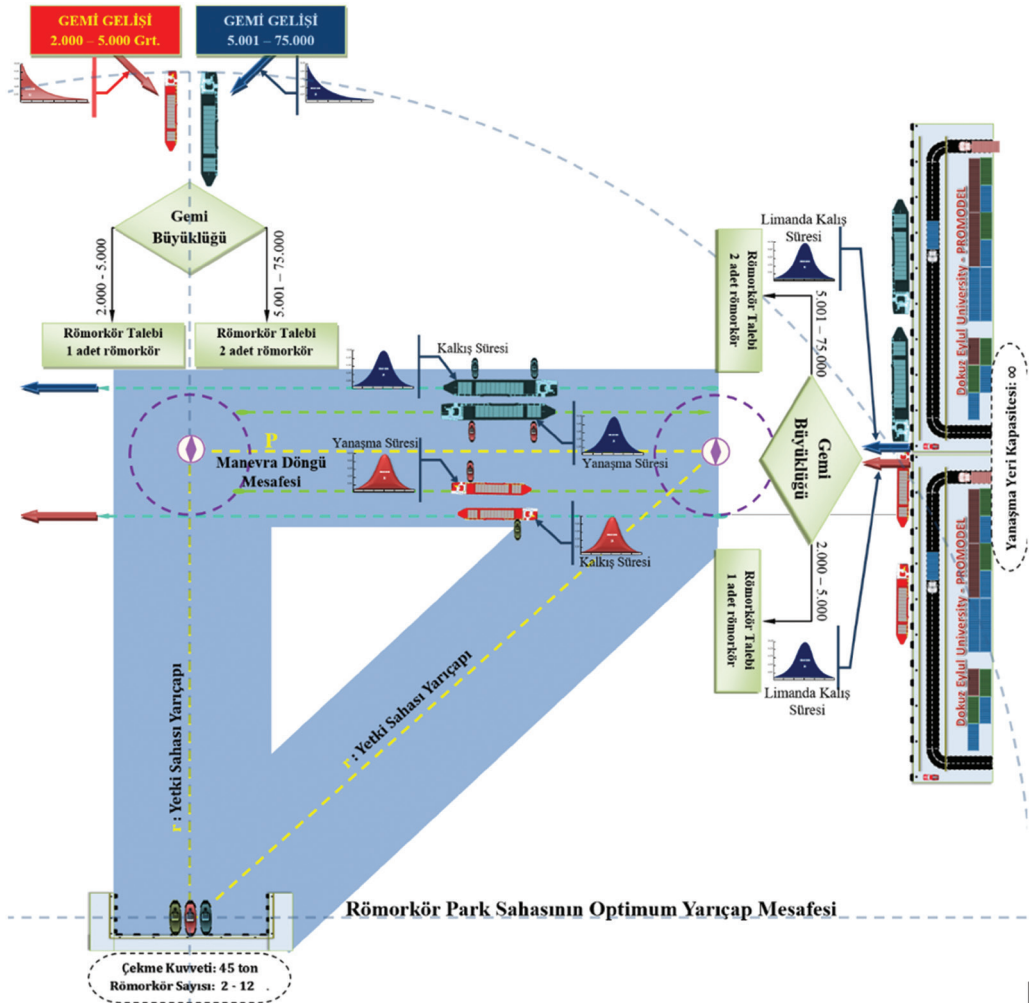 GEMİ GELİŞİ
2.000 – 5.000 Grt.
GEMİ GELİŞİ
5.001 – 75.000
Gemi
Büyüklüğü
2.000 - 5.000
5.001 – 75.000
Römorkör Talebi
1 adet römorkör
Römorkör Talebi
2 adet römorkör
Limanda Kalış
Süresi
Römorkör Talebi
2 adet römorkör
5.001 – 75.000
Kalkış Süresi
Yanaşma Süresi
P
Manevra Döngü
Mesafesi
Yanaşma Süresi
Kalkış Süresi
Gemi
Büyüklüğü
2.000 – 5.000
Römorkör Talebi
1 adet römorkör
Limanda Kalış
Süresi
Dokuz Eylul University - PROMODEL
Dokuz Eylul University - PROMODEL
Yanaşma Yeri Kapasitesi: ∞
r : Yetki Sahası Yarıçapı
r : Yetki Sahası Yarıçapı
Römorkör Park Sahasının Optimum Yarıçap Mesafesi
Çekme Kuvveti: 45 ton
Römorkör Sayısı: 2 - 12 .